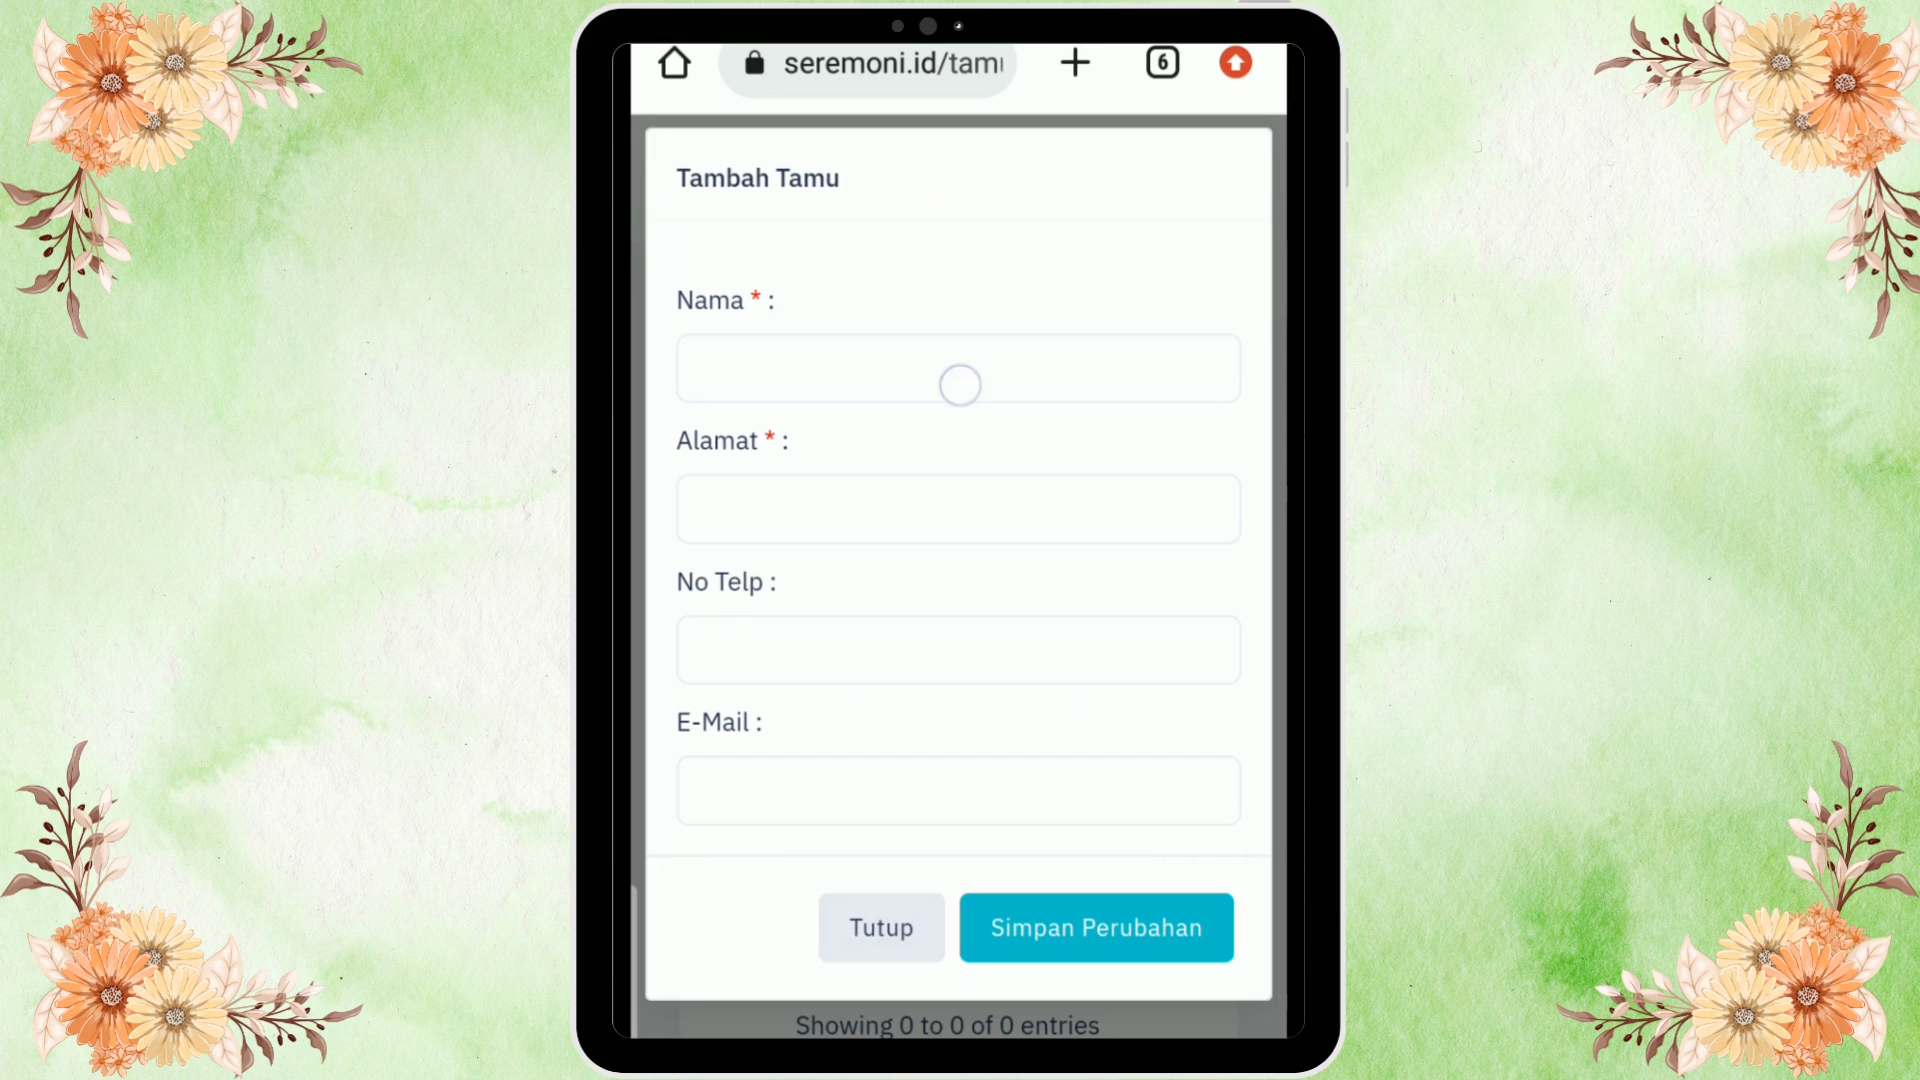 seremoni.id/tamu
6
Tambah Tamu
Nama * :
Alamat * :
No Telp :
E-Mail :
Tutup
Simpan Perubahan
Showing 0 to 0 of 0 entries